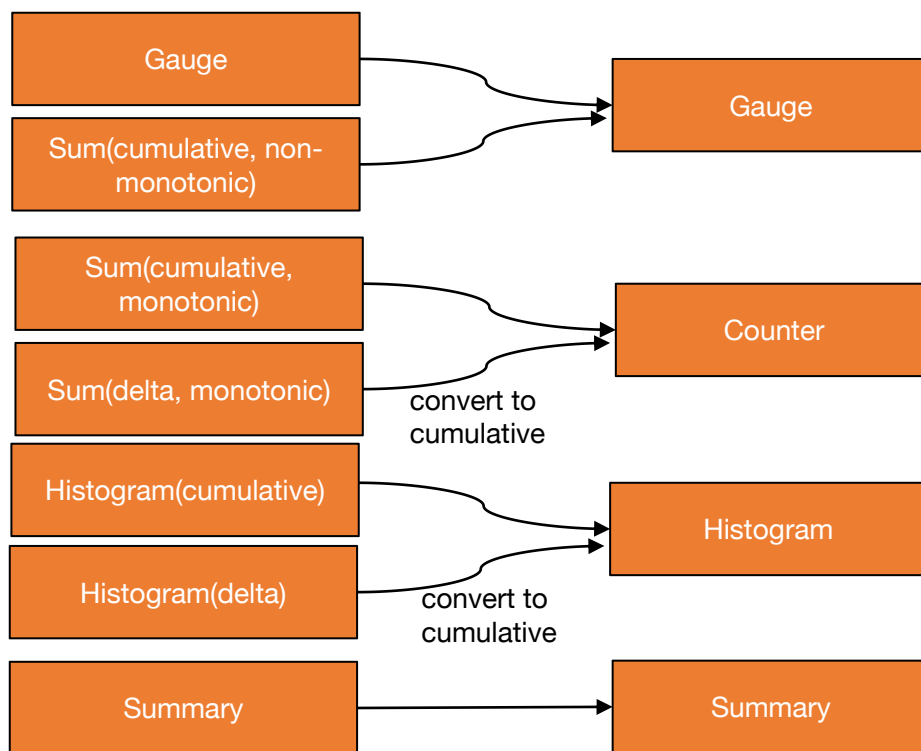 Gauge
Gauge
Sum(cumulative, non-
monotonic)
Sum(cumulative,
monotonic)
Counter
Sum(delta, monotonic)
convert to
cumulative
Histogram(cumulative)
Histogram
Histogram(delta)
convert to
cumulative
Summary
Summary